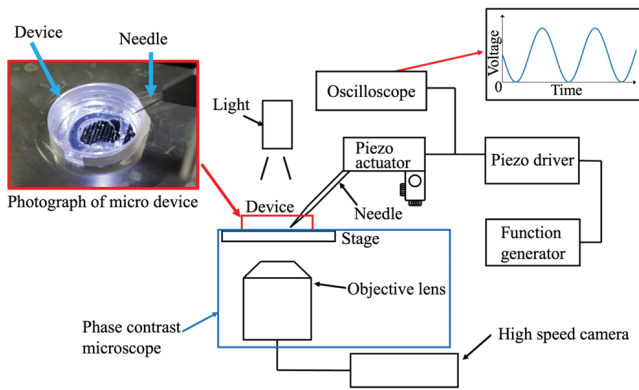 Device
Needle
Photograph of micro device
Light
Oscilloscope
Voltage
0
Time
Piezo
actuator
Piezo driver
Needle
Device
Stage
Function
generator
Objective lens
Phase contrast
microscope
High speed camera